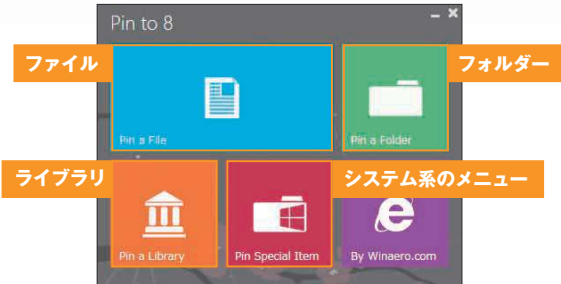 Pin to 8
ファイル
フォルダー
Pin a File
Pin a Folder
ライブラリ
システム系のメニュー
Pin a Library
Pin Special Item
By Winaero.com